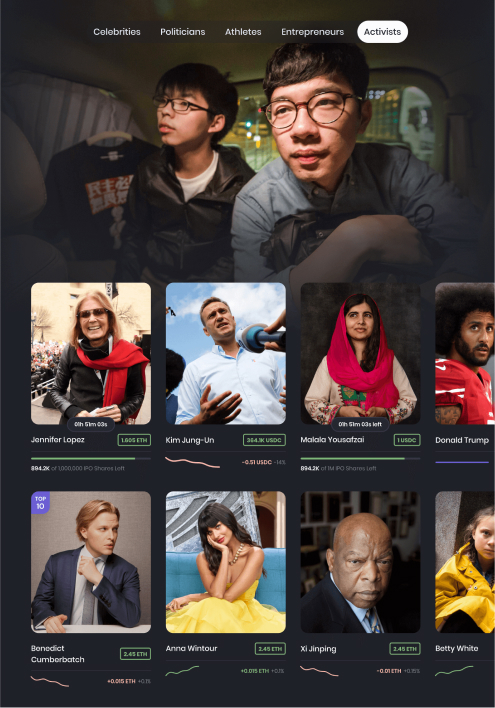 Celebrities Politicians Athletes Entrepreneurs Activists
民主
01h 51m 03s
01h 51m 03s left
Jennifer Lopez 1.605 ETH
Kim Jung-Un 364.1K USDC
Malala Yousafzai 1 USDC
Donald Trump
894.2K of 1,000,000 IPO Shares Left
-0.51 USDC -14%
894.2K of 1M IPO Shares Left
TOP
10
Benedict
Cumberbatch 2.45 ETH
Anna Wintour 2.45 ETH
Xi Jinping 2.45 ETH
Betty White
+0.015 ETH +0.1%
+0.015 ETH +0.1%
-0.01 ETH +0.15%